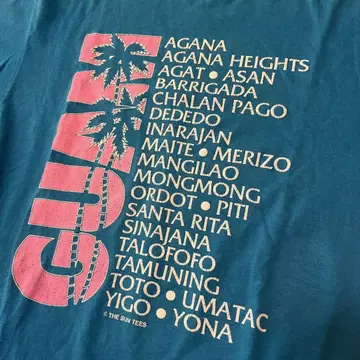 GUAM
AGANA
AGANA HEIGHTS
AGAT • ASAN
BARRIGADA
CHALAN PAGO
DEDEDO
INARAJAN
MAITE • MERIZO
MANGILAO
MONGMONG
ORDOT • PITI
SANTA RITA
SINAJANA
TALOFOFO
TAMUNING
TOTO • UMATAC
YIGO • YONA
© THE SUN TEES